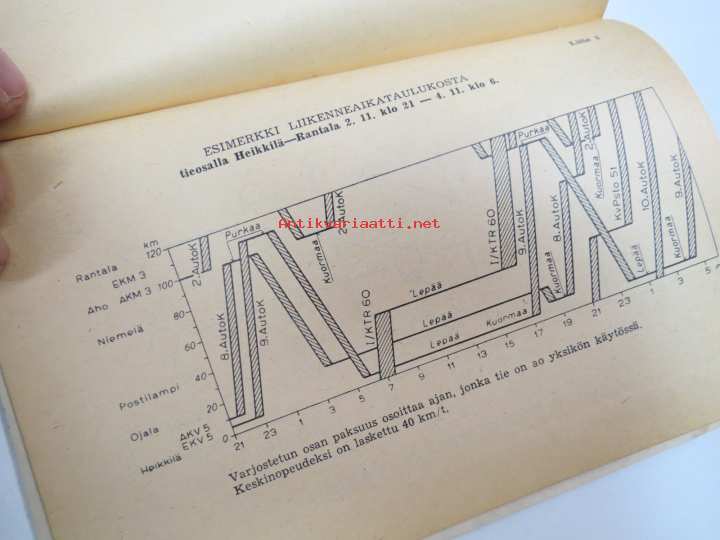 Liite 2
ESIMERKKI LIIKENNEAIKATAULUKOSTA
tieosalla Heikkilä—Rantala 2. 11. klo 21 — 4. 11. klo 6.
km
120
100
80
60
40
20
0
Rantala
EKM 3
Aho AKM 3
Niemelä
Postilampi
Ojala
AKV 5
EKV 5
Heikkilä
2.AutoK
8.AutoK
9.AutoK
Purkaa
2.AutoK
Kuormaa
I/KTR 60
Lepää
Lepää
Lepää
Kuormaa
I/KTR 60
Purkaa
9.AutoK
8.AutoK
Kuormaa
2.AutoK
Kuormaa
KvPsto 51
10.AutoK
9.AutoK
Lepää
Kuormaa
21 23 1 3 5 7 9 11 13 15 17 19 21 23 1 3 5
Antikvariaatti.net
Varjostetun osan paksuus osoittaa ajan, jonka tie on ao yksikön käytössä.
Keskinopeudeksi on laskettu 40 km/t.